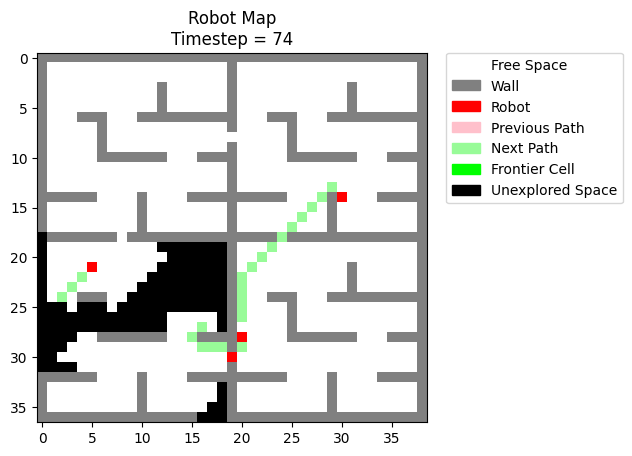 Robot Map
Timestep = 74
Free Space
Wall
Robot
Previous Path
Next Path
Frontier Cell
Unexplored Space
0
5
10
15
20
25
30
35
0 5 10 15 20 25 30 35